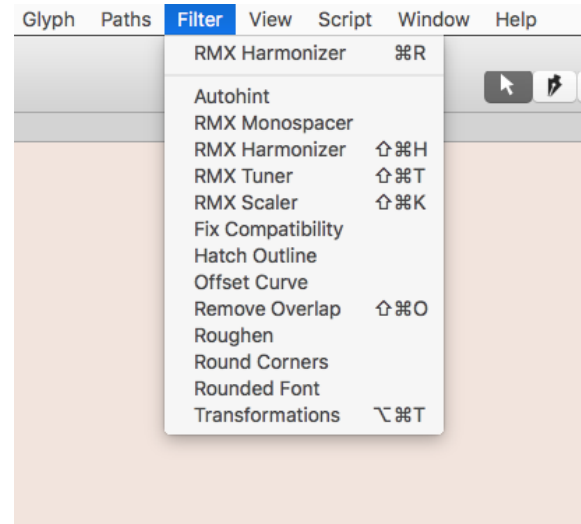 Glyph Paths Filter View Script Window Help
RMX Harmonizer ⌘R
Autohint
RMX Monospacer
RMX Harmonizer ⇧⌘H
RMX Tuner ⇧⌘T
RMX Scaler ⇧⌘K
Fix Compatibility
Hatch Outline
Offset Curve
Remove Overlap ⇧⌘O
Roughen
Round Corners
Rounded Font
Transformations ⌥⌘T